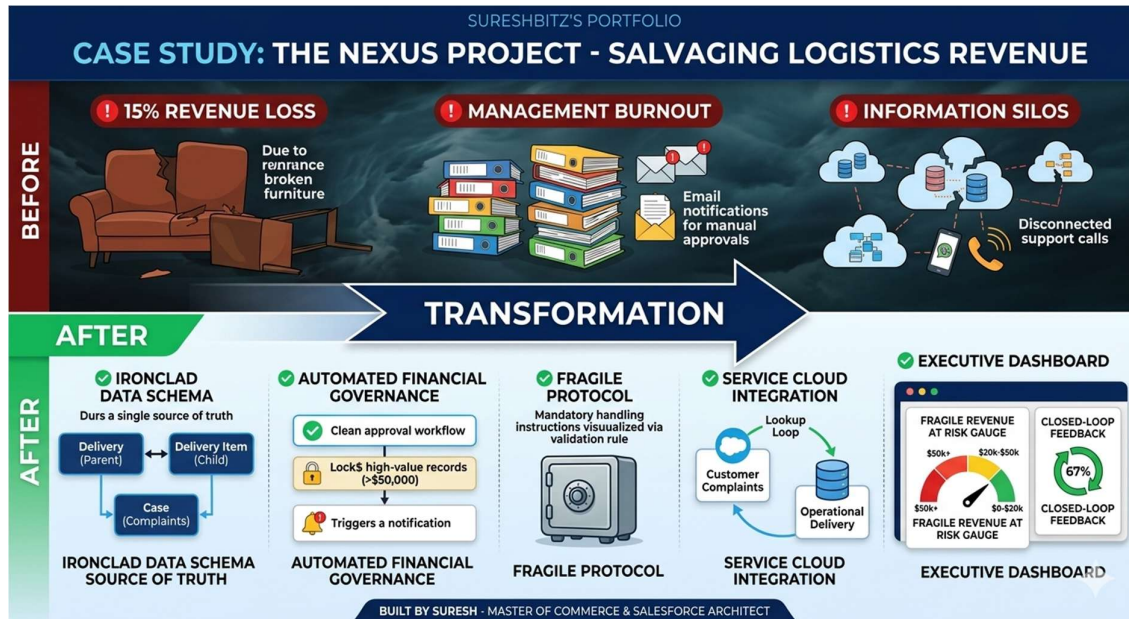 SURESHBITZ'S PORTFOLIO
CASE STUDY: THE NEXUS PROJECT - SALVAGING LOGISTICS REVENUE
BEFORE
! 15% REVENUE LOSS
Due to
broken
furniture
! MANAGEMENT BURNOUT
Email
notifications
for manual
approvals
! INFORMATION SILOS
Disconnected
support calls
TRANSFORMATION
AFTER
AFTER
IRONCLAD
DATA SCHEMA
Durs a single source of truth
Delivery
(Parent)
Delivery Item
(Child)
Case
(Complaints)
IRONCLAD DATA SCHEMA
SOURCE OF TRUTH
AUTOMATED FINANCIAL
GOVERNANCE
Clean approval workflow
Lock$ high-value records
(>$50,000)
Triggers a notification
AUTOMATED FINANCIAL
GOVERNANCE
FRAGILE
PROTOCOL
Mandatory handling
instructions visuualized via
validation rule
FRAGILE PROTOCOL
SERVICE CLOUD
INTEGRATION
Lookup
Loop
Customer
Complaints
Operational
Delivery
SERVICE CLOUD
INTEGRATION
EXECUTIVE DASHBOARD
FRAGILE REVENUE
AT RISK GAUGE
$50k+
$20k-$50k
$50k+
$0-$20k
FRAGILE REVENUE AT
RISK GAUGE
CLOSED-LOOP
FEEDBACK
67%
CLOSED-LOOP
FEEDBACK
EXECUTIVE DASHBOARD
BUILT BY SURESH - MASTER OF COMMERCE & SALESFORCE ARCHITECT